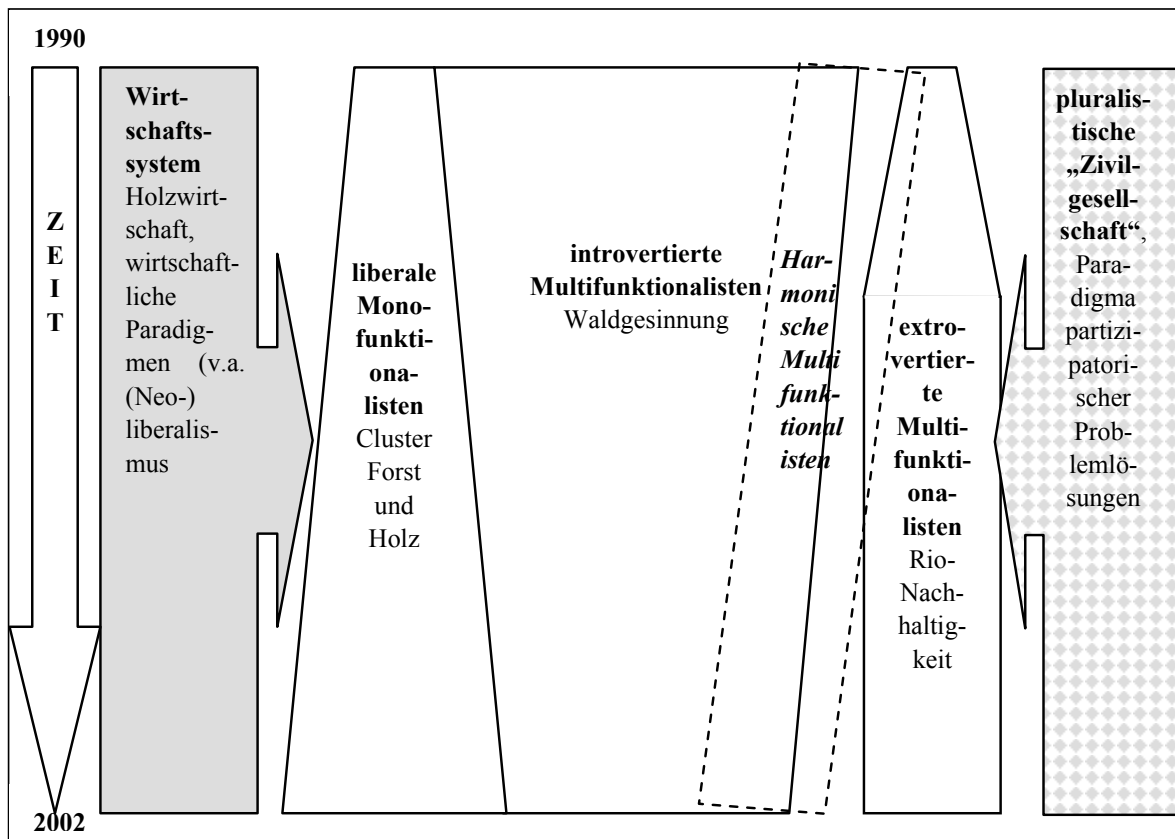 1990
Z
E
I
T
2002
Wirt-
schafts-
system
Holzwirt-
schaft,
wirtschaft-
liche
Paradig-
men (v.a.
(Neo-)
liberalis-
mus
liberale
Mono-
funkti-
ona-
listen
Cluster
Forst
und
Holz
introvertierte
Multifunktionalisten
Waldgesinnung
Har-
moni-
sche
Multi
funk-
tional
isten
extro-
vertier-
te
Multi-
funkti-
ona-
listen
Rio-
Nach-
haltig-
keit
pluralis-
tische
„Zivil-
gesell-
schaft“,
Para-
digma
partizi-
patori-
scher
Prob-
lemlö-
sungen